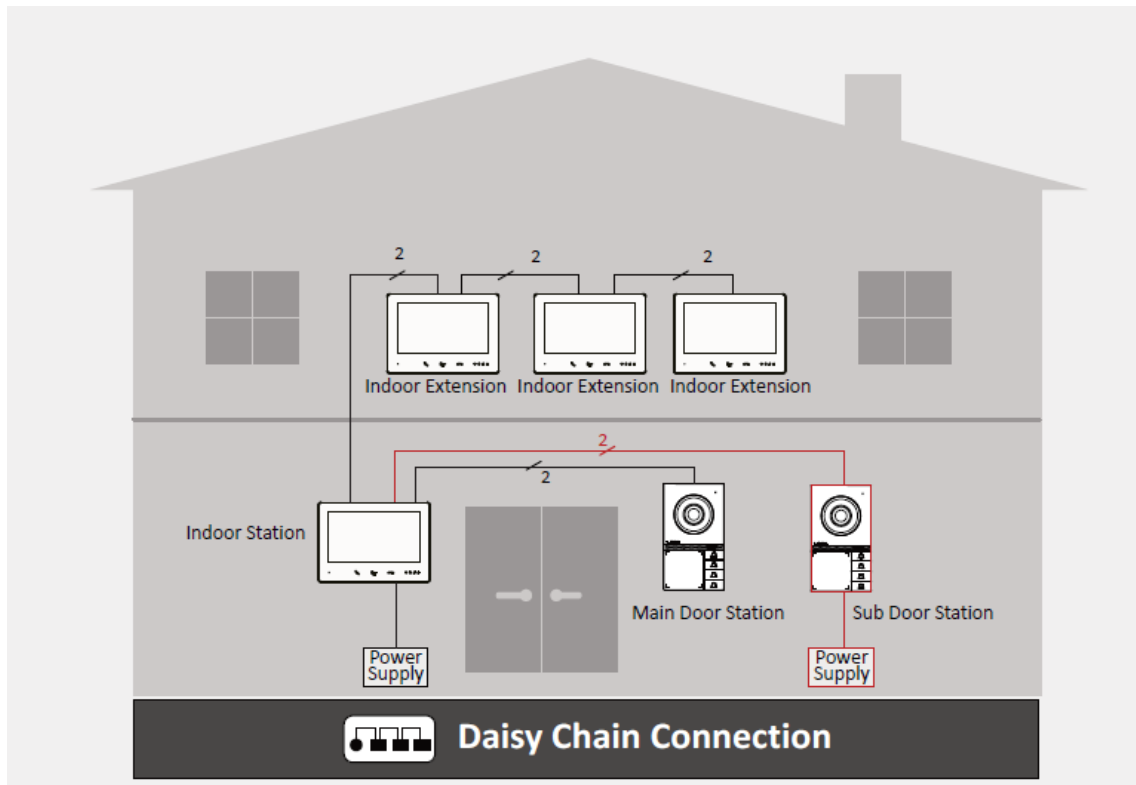 2 2 2
Indoor Extension Indoor Extension Indoor Extension
2
2
Indoor Station
Main Door Station Sub Door Station
Power
Supply
Power
Supply
Daisy Chain Connection